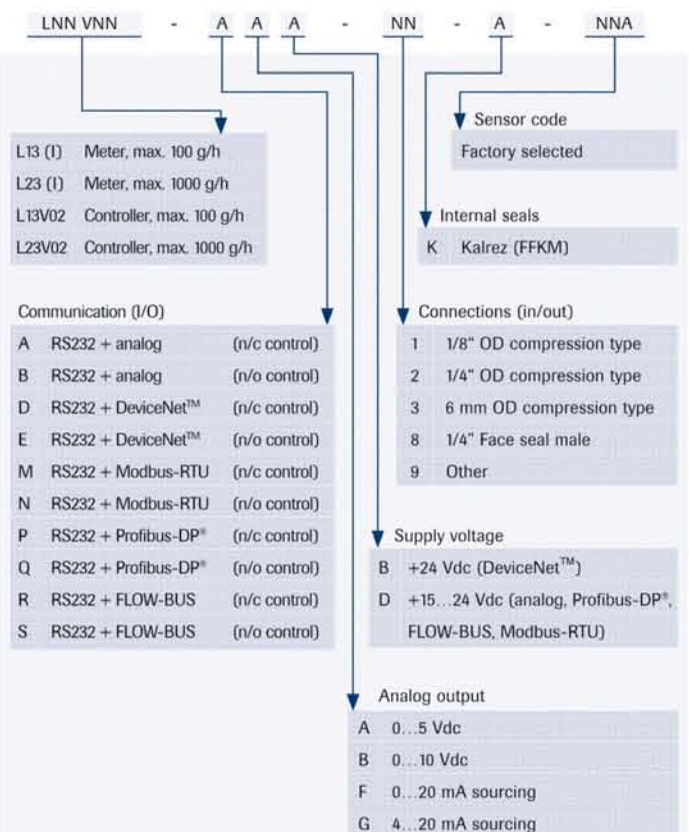 LNN VNN - A A A - NN - A - NNA
Sensor code
Factory selected
L13 (I) Meter, max. 100 g/h
L23 (I) Meter, max. 1000 g/h
L13V02 Controller, max. 100 g/h
L23V02 Controller, max. 1000 g/h
Internal seals
K Kalrez (FFKM)
Communication (I/O)
A RS232 + analog (n/c control)
B RS232 + analog (n/o control)
D RS232 + DeviceNet™ (n/c control)
E RS232 + DeviceNet™ (n/o control)
M RS232 + Modbus-RTU (n/c control)
N RS232 + Modbus-RTU (n/o control)
P RS232 + Profibus-DP® (n/c control)
Q RS232 + Profibus-DP® (n/o control)
R RS232 + FLOW-BUS (n/c control)
S RS232 + FLOW-BUS (n/o control)
Connections (in/out)
1 1/8" OD compression type
2 1/4" OD compression type
3 6 mm OD compression type
8 1/4" Face seal male
9 Other
Supply voltage
B +24 Vdc (DeviceNet™)
D +15...24 Vdc (analog, Profibus-DP®,
FLOW-BUS, Modbus-RTU)
Analog output
A 0...5 Vdc
B 0...10 Vdc
F 0...20 mA sourcing
G 4...20 mA sourcing